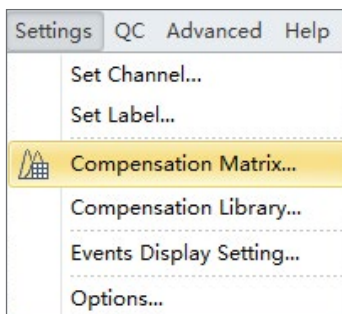 Settings QC Advanced Help
Set Channel...
Set Label...
Compensation Matrix...
Compensation Library...
Events Display Setting...
Options...